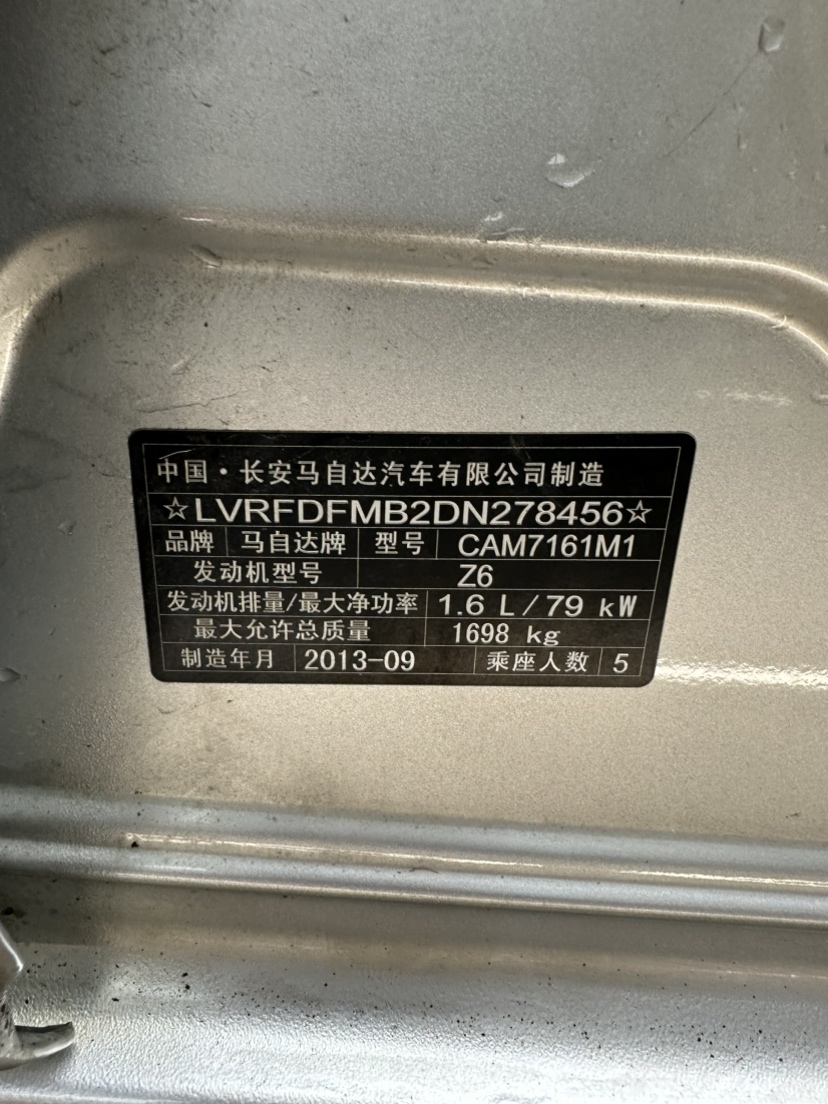 中国·长安马自达汽车有限公司制造
☆LVRFDFMB2DN278456☆
品牌 马自达牌 型号 CAM7161M1
发动机型号 Z6
发动机排量/最大净功率 1.6 L/79 kW
最大允许总质量 1698 kg
制造年月 2013-09 乘座人数 5